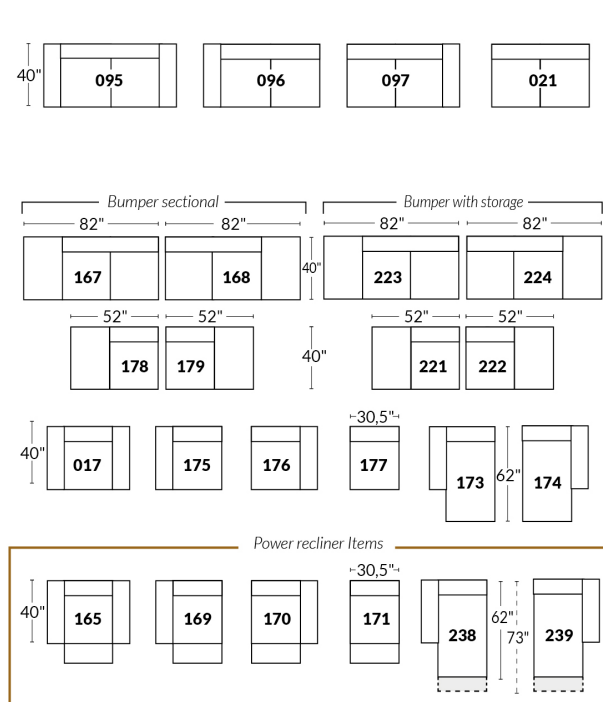 40" 095 096 097 021
Bumper sectional Bumper with storage
82" 82" 82" 82"
167 168 40" 223 224
52" 52" 52" 52"
178 179 40" 221 222
30,5"
40" 017 175 176 177 173 62" 174
Power recliner Items
30,5"
40" 165 169 170 171 238 62" 73" 239